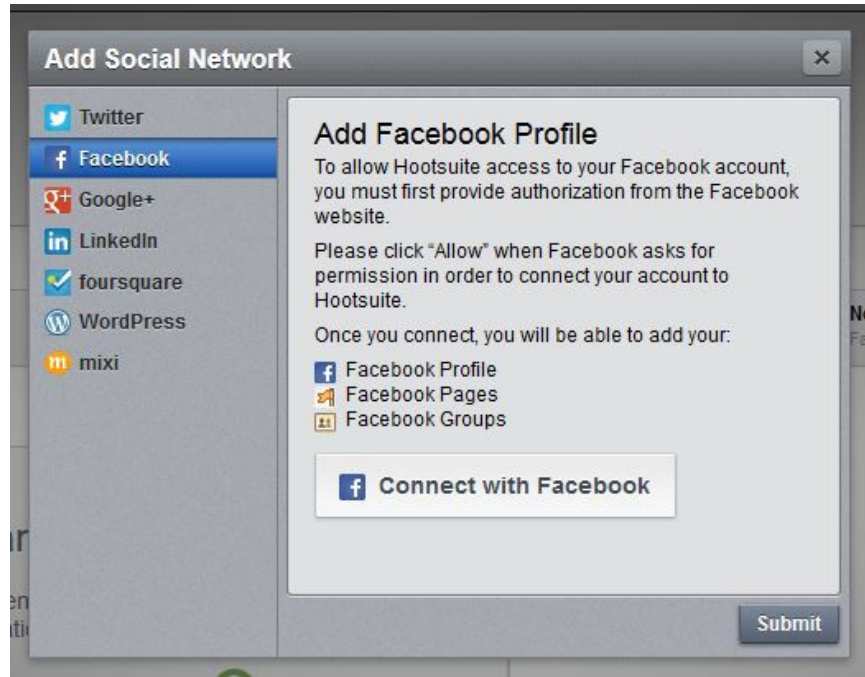 Add Social Network
Twitter
Facebook
Google+
LinkedIn
foursquare
WordPress
mixi
Add Facebook Profile
To allow Hootsuite access to your Facebook account,
you must first provide authorization from the Facebook
website.
Please click “Allow” when Facebook asks for
permission in order to connect your account to
Hootsuite.
Once you connect, you will be able to add your:
Facebook Profile
Facebook Pages
Facebook Groups
Connect with Facebook
Submit